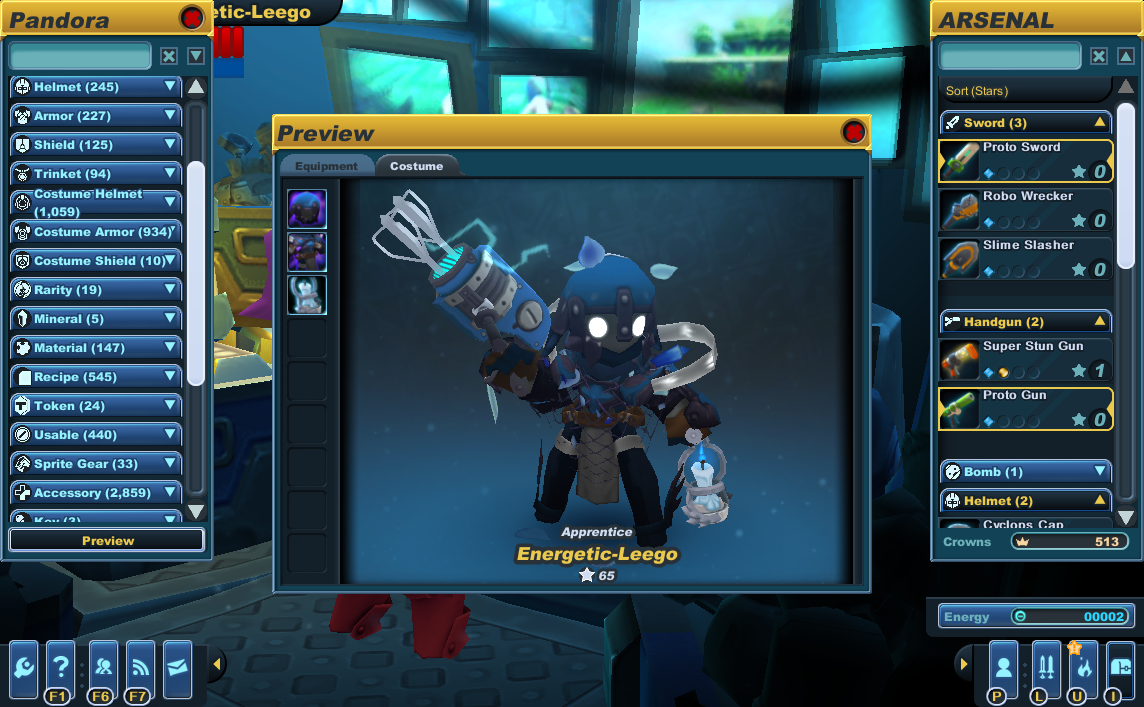 Pandora
etic-Leego
Helmet (245)
Armor (227)
Shield (125)
Trinket (94)
Costume Helmet
(1,059)
Costume Armor (934)
Costume Shield (10)
Rarity (19)
Mineral (5)
Material (147)
Recipe (545)
Token (24)
Usable (440)
Sprite Gear (33)
Accessory (2,859)
Key (3)
Preview
Preview
Equipment
Costume
Apprentice
Energetic-Leego
65
ARSENAL
Sort (Stars)
Sword (3)
Proto Sword
0
Robo Wrecker
0
Slime Slasher
0
Handgun (2)
Super Stun Gun
1
Proto Gun
0
Bomb (1)
Helmet (2)
Cyclops Cap
Crowns 513
Energy 00002
?
F1
F6
F7
P
L
U
I